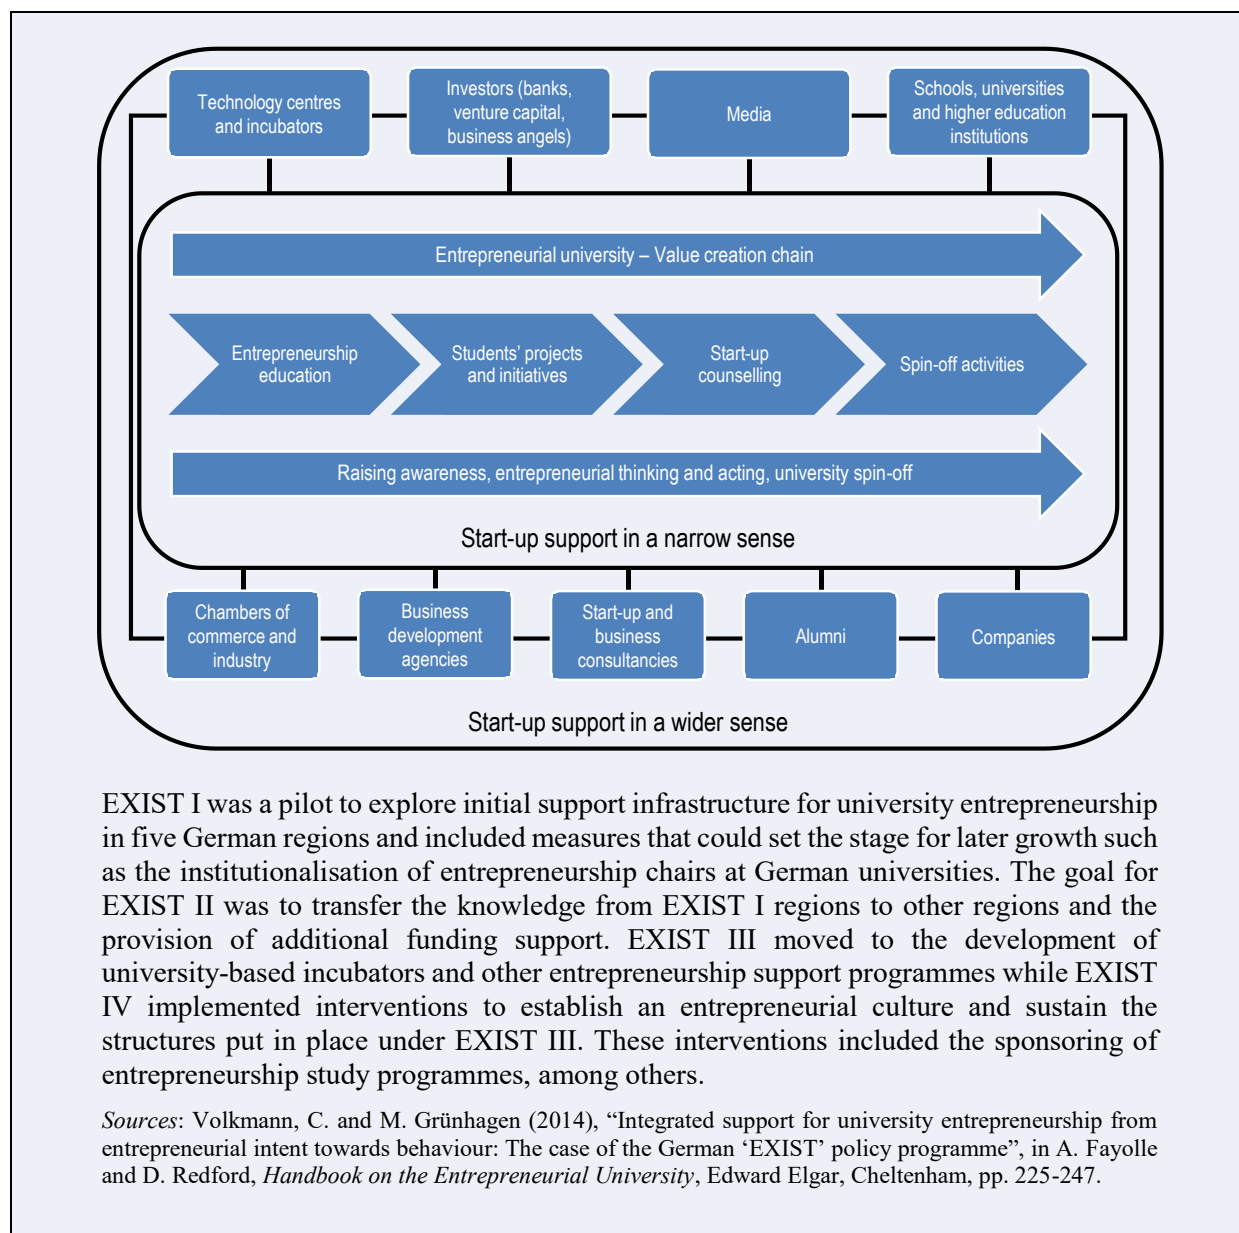 Technology centres
and incubators
Investors (banks,
venture capital,
business angels)
Media
Schools, universities
and higher education
institutions
Entrepreneurial university – Value creation chain
Entrepreneurship
education
Students’ projects
and initiatives
Start-up
counselling
Spin-off activities
Raising awareness, entrepreneurial thinking and acting, university spin-off
Start-up support in a narrow sense
Chambers of
commerce and
industry
Business
development
agencies
Start-up and
business
consultancies
Alumni
Companies
Start-up support in a wider sense
EXIST I was a pilot to explore initial support infrastructure for university entrepreneurship
in five German regions and included measures that could set the stage for later growth such
as the institutionalisation of entrepreneurship chairs at German universities. The goal for
EXIST II was to transfer the knowledge from EXIST I regions to other regions and the
provision of additional funding support. EXIST III moved to the development of
university-based incubators and other entrepreneurship support programmes while EXIST
IV implemented interventions to establish an entrepreneurial culture and sustain the
structures put in place under EXIST III. These interventions included the sponsoring of
entrepreneurship study programmes, among others.
Sources: Volkmann, C. and M. Grünhagen (2014), “Integrated support for university entrepreneurship from
entrepreneurial intent towards behaviour: The case of the German ‘EXIST’ policy programme”, in A. Fayolle
and D. Redford, Handbook on the Entrepreneurial University, Edward Elgar, Cheltenham, pp. 225-247.